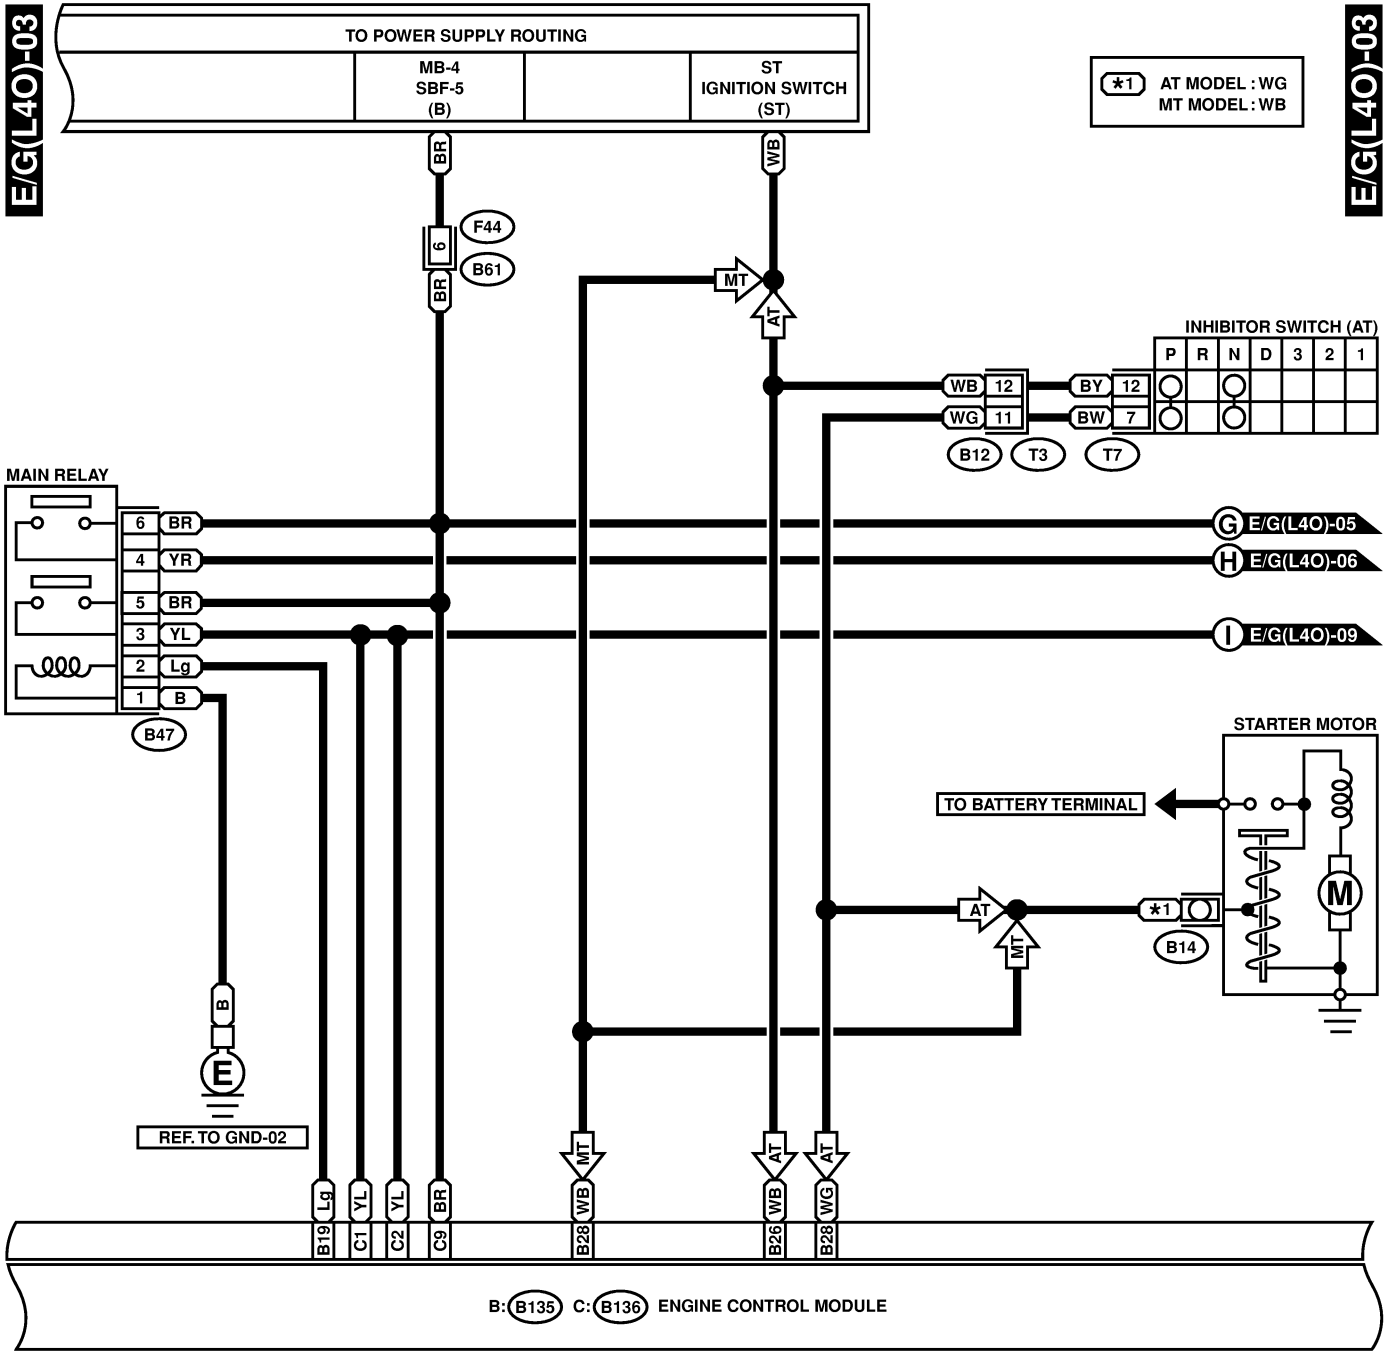 E/G(L4O)-03
E/G(L4O)-03
TO POWER SUPPLY ROUTING
MB-4
SBF-5
(B)
ST
IGNITION SWITCH
(ST)
*1 AT MODEL : WG
MT MODEL : WB
BR
WB
6
F44
B61
BR
MT
AT
INHIBITOR SWITCH (AT)
P R N D 3 2 1
WB 12 BY 12
WG 11 BW 7
B12 T3 T7
MAIN RELAY
6 BR
G E/G(L4O)-05
4 YR
H E/G(L4O)-06
5 BR
3 YL
I E/G(L4O)-09
2 Lg
1 B
B47
STARTER MOTOR
TO BATTERY TERMINAL
M
AT
*1
MT
B14
B
E
REF. TO GND-02
MT
AT
AT
Lg YL YL BR WB WB WG
B19 C1 C2 C9 B28 B26 B28
B: B135 C: B136 ENGINE CONTROL MODULE